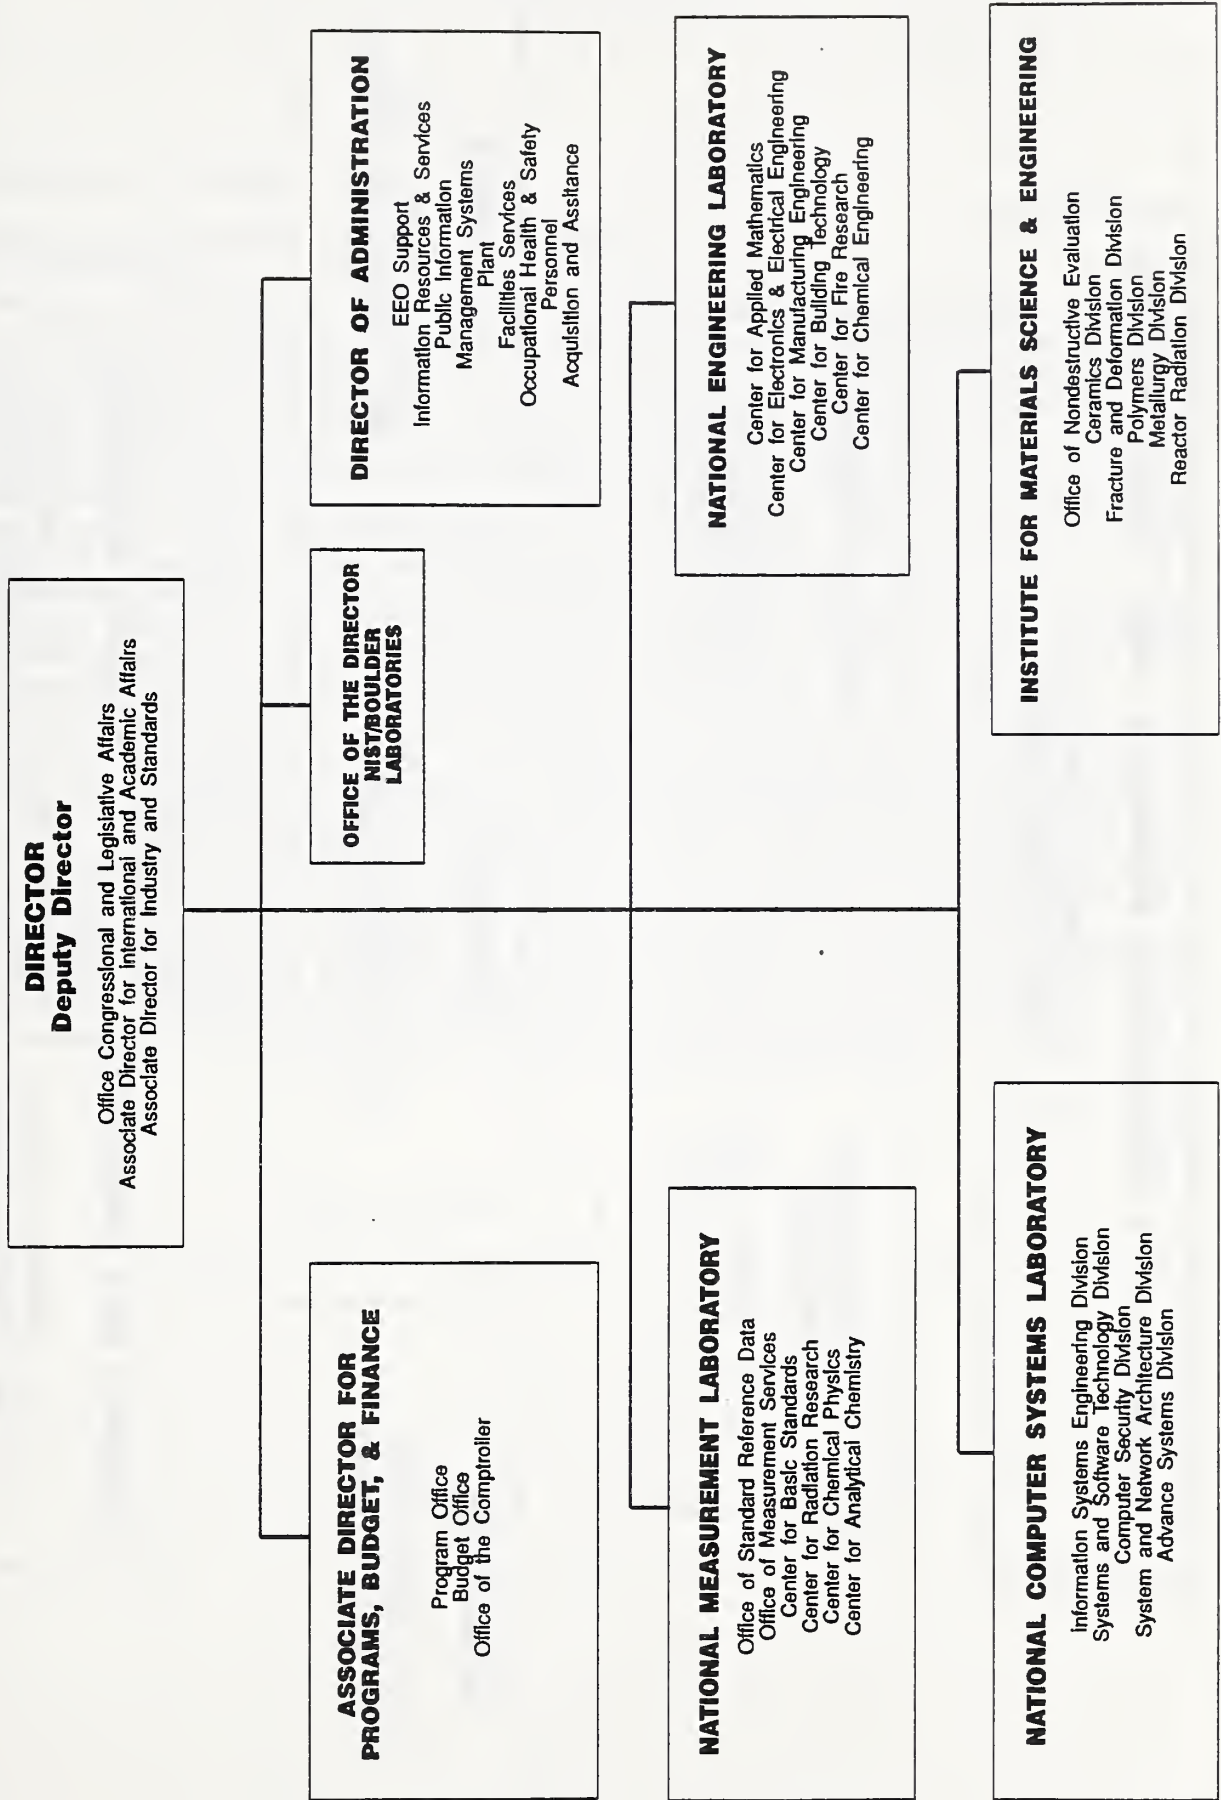 DIRECTOR
Deputy Director
Office Congressional and Legislative Affairs
Associate Director for International and Academic Affairs
Associate Director for Industry and Standards
ASSOCIATE DIRECTOR FOR
PROGRAMS, BUDGET, & FINANCE
Program Office
Budget Office
Office of the Comptroller
OFFICE OF THE DIRECTOR
NIST/BOULDER
LABORATORIES
DIRECTOR OF ADMINISTRATION
EEO Support
Information Resources & Services
Public Information
Management Systems
Plant
Facilities Services
Occupational Health & Safety
Personnel
Acquisition and Assitance
NATIONAL MEASUREMENT LABORATORY
Office of Standard Reference Data
Office of Measurement Services
Center for Basic Standards
Center for Radiation Research
Center for Chemical Physics
Center for Analytical Chemistry
NATIONAL ENGINEERING LABORATORY
Center for Applied Mathematics
Center for Electronics & Electrical Engineering
Center for Manufacturing Engineering
Center for Building Technology
Center for Fire Research
Center for Chemical Engineering
NATIONAL COMPUTER SYSTEMS LABORATORY
Information Systems Engineering Division
Systems and Software Technology Division
Computer Security Division
System and Network Architecture Division
Advance Systems Division
INSTITUTE FOR MATERIALS SCIENCE & ENGINEERING
Office of Nondestructive Evaluation
Ceramics Division
Fracture and Deformation Division
Polymers Division
Metallurgy Division
Reactor Radiation Division